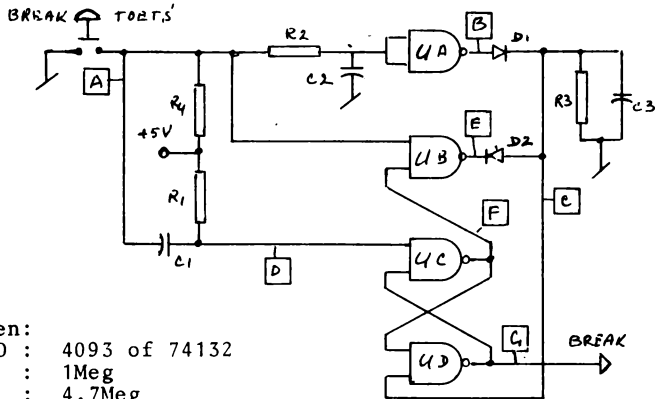 BREAK TOETS'
R2
UA
B
D1
A
C2
R4
R3
C3
+5V
E
D2
UB
R1
F
C
UC
C1
D
G
BREAK
UD
en:
D : 4093 of 74132
: 1Meg
: 4.7Meg